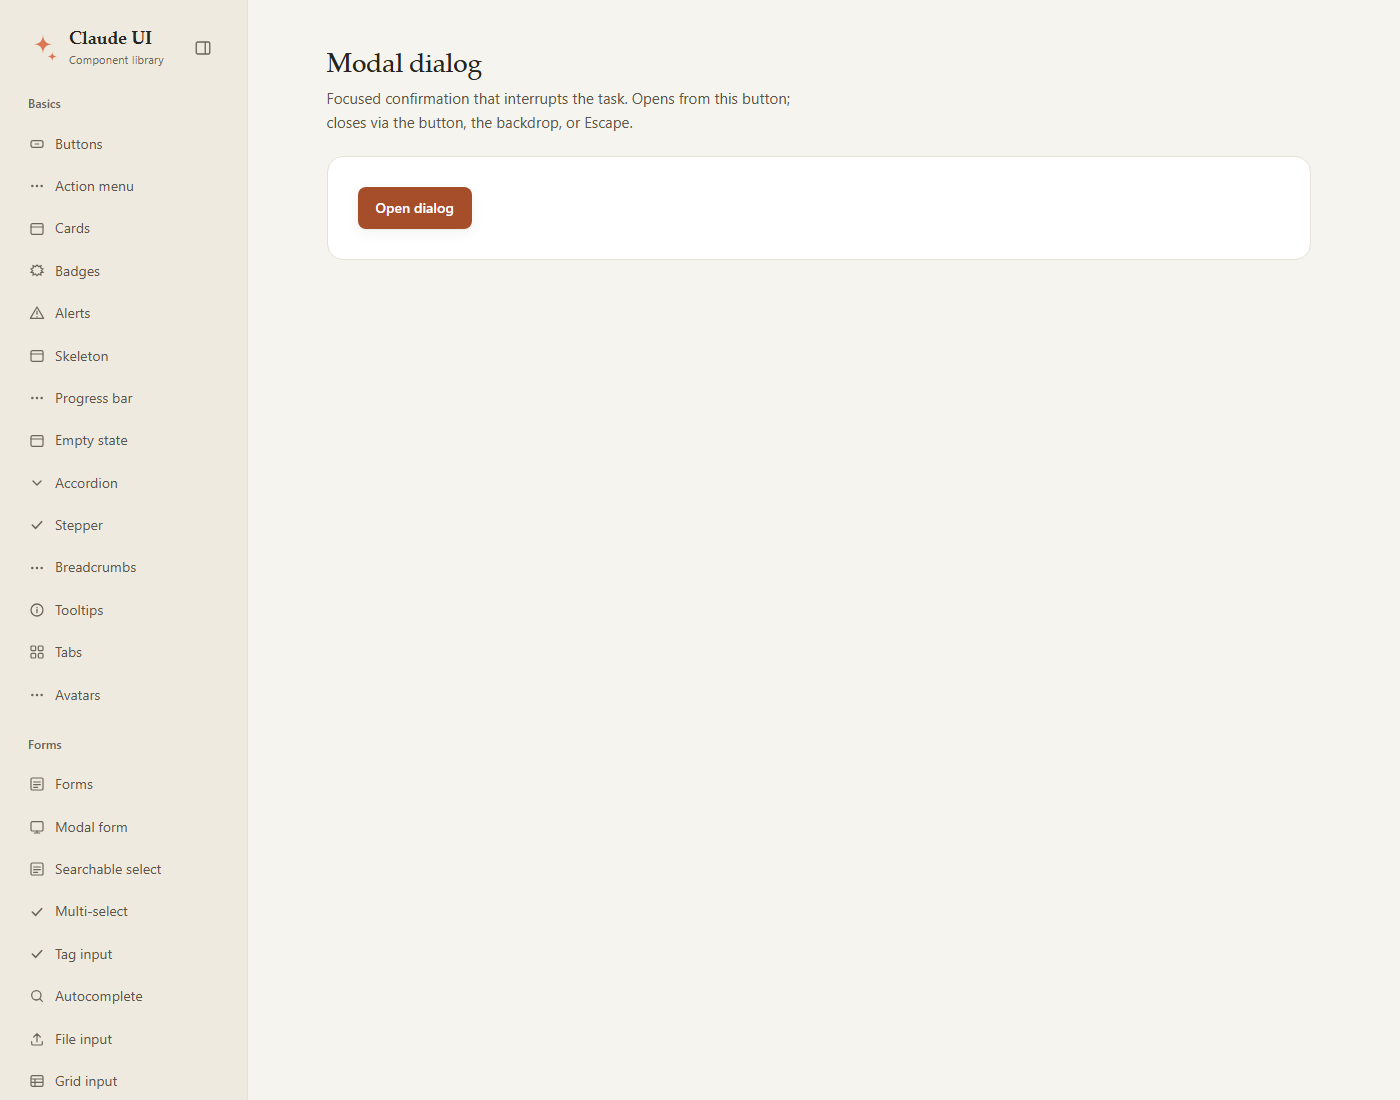 Claude UI
Component library
Basics
Buttons
Action menu
Cards
Badges
Alerts
Skeleton
Progress bar
Empty state
Accordion
Stepper
Breadcrumbs
Tooltips
Tabs
Avatars
Forms
Forms
Modal form
Searchable select
Multi-select
Tag input
Autocomplete
File input
Grid input
Modal dialog
Focused confirmation that interrupts the task. Opens from this button;
closes via the button, the backdrop, or Escape.
Open dialog